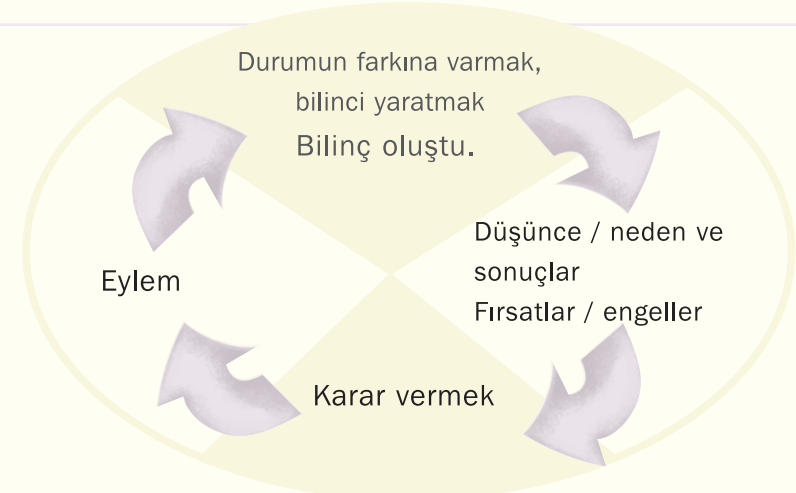 Durumun farkına varmak,
bilinci yaratmak
Bilinç oluştu.
Düşünce / neden ve
sonuçlar
Fırsatlar / engeller
Karar vermek
Eylem